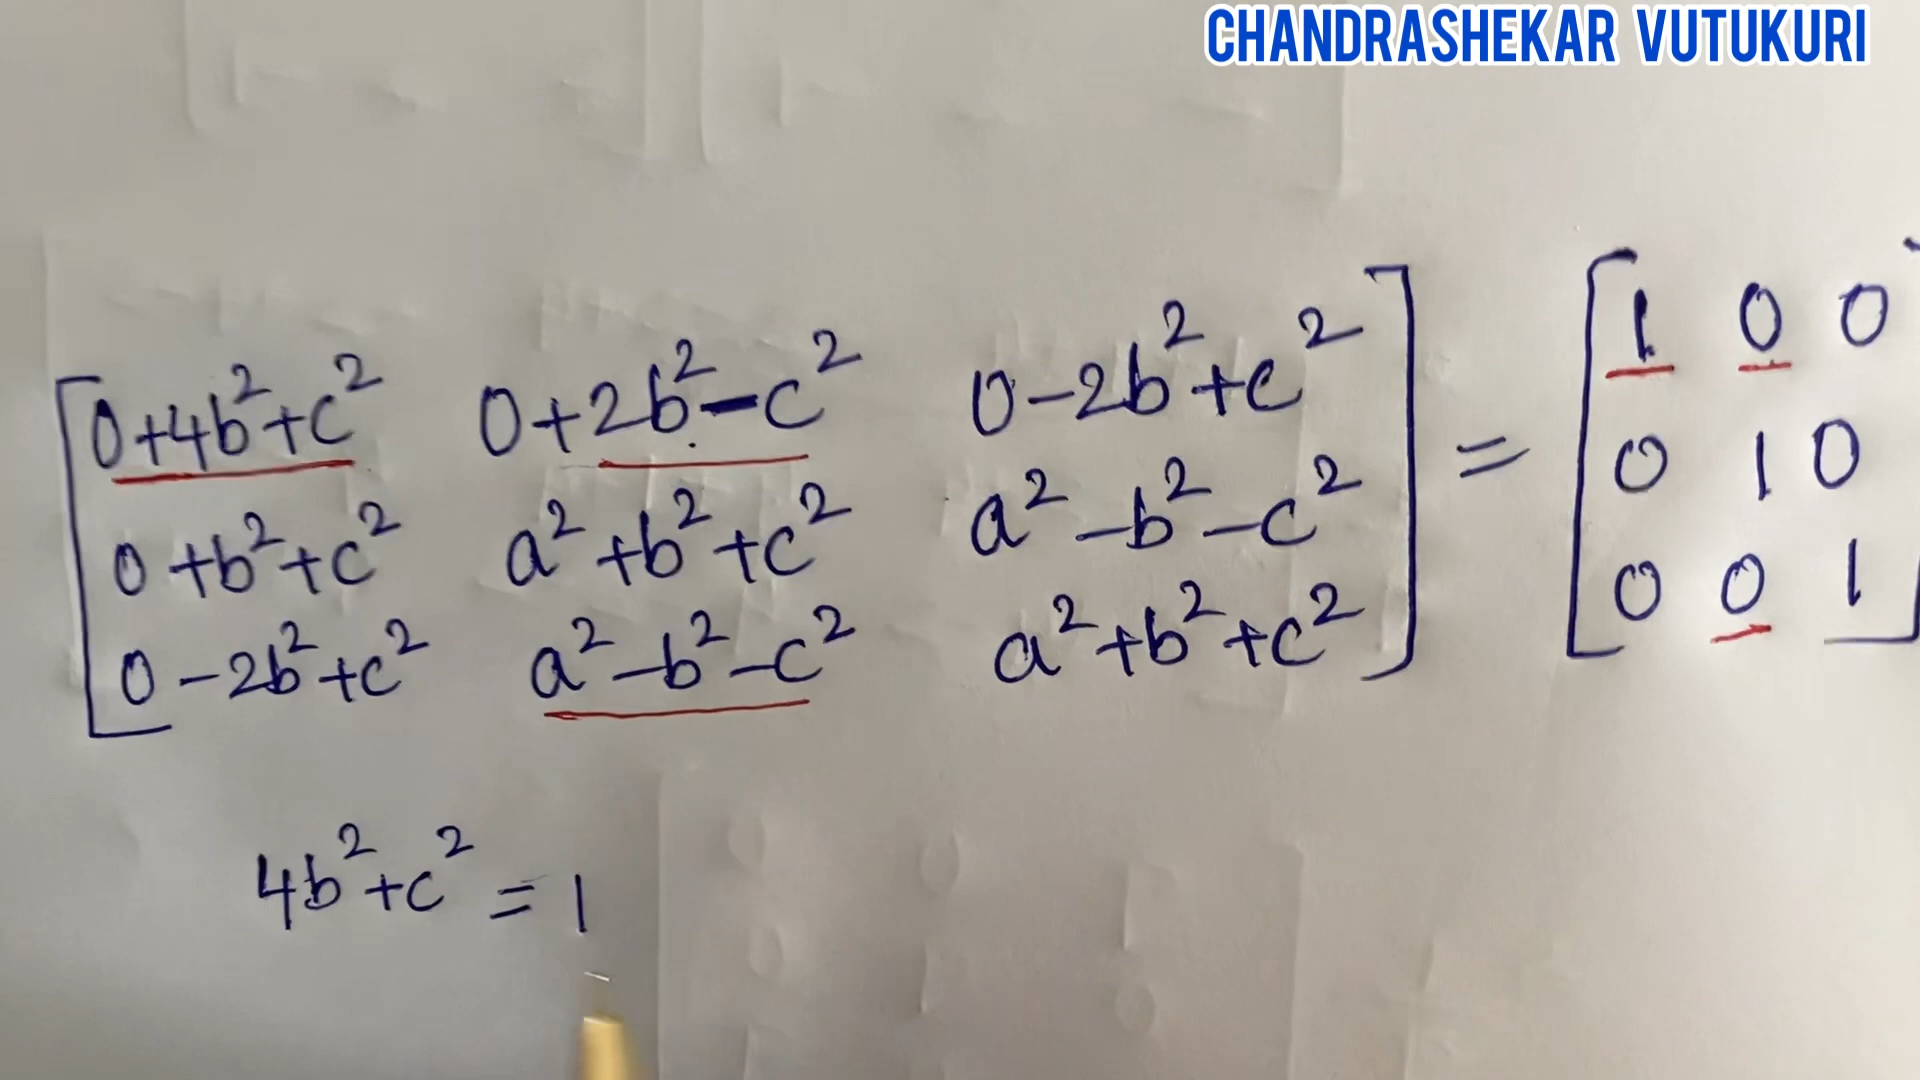 CHANDRASHEKAR VUTUKURI
[0+4b²+c² 0+2b²-c² 0-2b²+c²] = [1 0 0
0+b²+c² a²+b²+c² a²-b²-c² 0 1 0
0-2b²+c² a²-b²-c² a²+b²+c² 0 0 1]
4b²+c² = 1